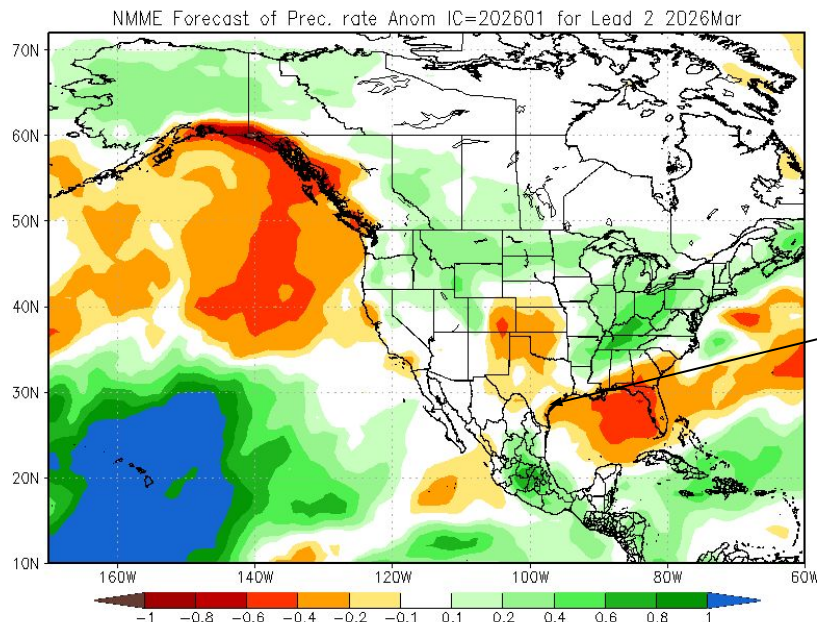 NMME Forecast of Prec. rate Anom IC=202601 for Lead 2 2026Mar
70N
60N
50N
40N
30N
20N
10N
160W 140W 120W 100W 80W 60W
-1 -0.8 -0.6 -0.4 -0.2 -0.1 0.1 0.2 0.4 0.6 0.8 1